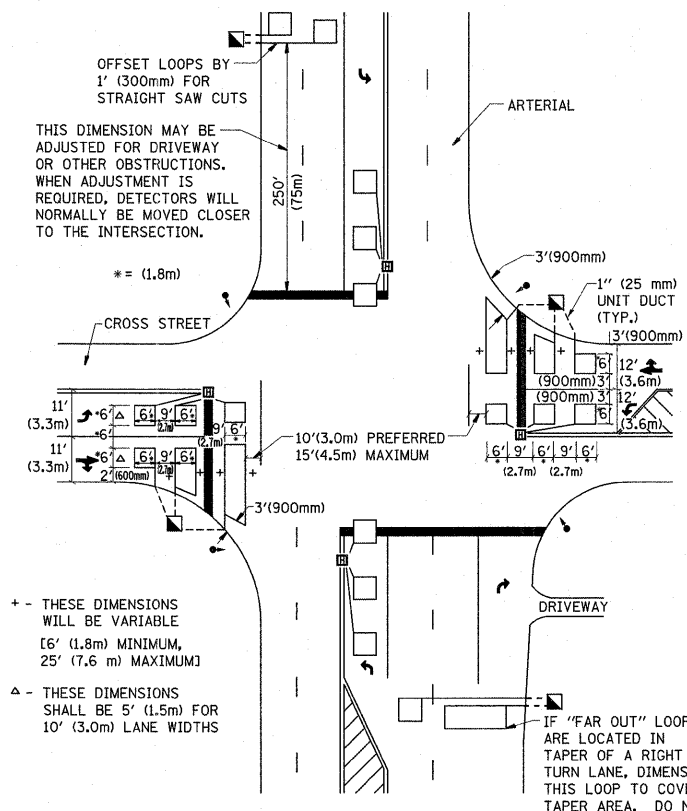 OFFSET LOOPS BY
1' (300mm) FOR
STRAIGHT SAW CUTS
THIS DIMENSION MAY BE
ADJUSTED FOR DRIVEWAY
OR OTHER OBSTRUCTIONS.
WHEN ADJUSTMENT IS
REQUIRED, DETECTORS WILL
NORMALLY BE MOVED CLOSER
TO THE INTERSECTION.
* = (1.8m)
250'
(75m)
ARTERIAL
H
3'(900mm)
1" (25 mm)
UNIT DUCT
(TYP.)
CROSS STREET
3'(900mm)
+ + +
6'
*
12'
(3.6m)
(900mm) 3'
(900mm) 3'
12'
(3.6m)
6'
*
H
6' 9' 6' 9' 6'
* * *
(2.7m) (2.7m)
10'(3.0m) PREFERRED
15'(4.5m) MAXIMUM
H
11'
(3.3m)
*6' △ 6'* 9' 6'*
(2.7m)
9' 6'
(2.7m) *
*6'
11'
(3.3m)
*6' △ 6'* 9' 6'*
(2.7m)
2' (600mm)
+ + +
3'(900mm)
H
DRIVEWAY
+ - THESE DIMENSIONS
WILL BE VARIABLE
[6' (1.8m) MINIMUM,
25' (7.6 m) MAXIMUM]
△ - THESE DIMENSIONS
SHALL BE 5' (1.5m) FOR
10' (3.0m) LANE WIDTHS
IF "FAR OUT" LOOP
ARE LOCATED IN
TAPER OF A RIGHT
TURN LANE, DIMENS
THIS LOOP TO COV
TAPER AREA. DO N